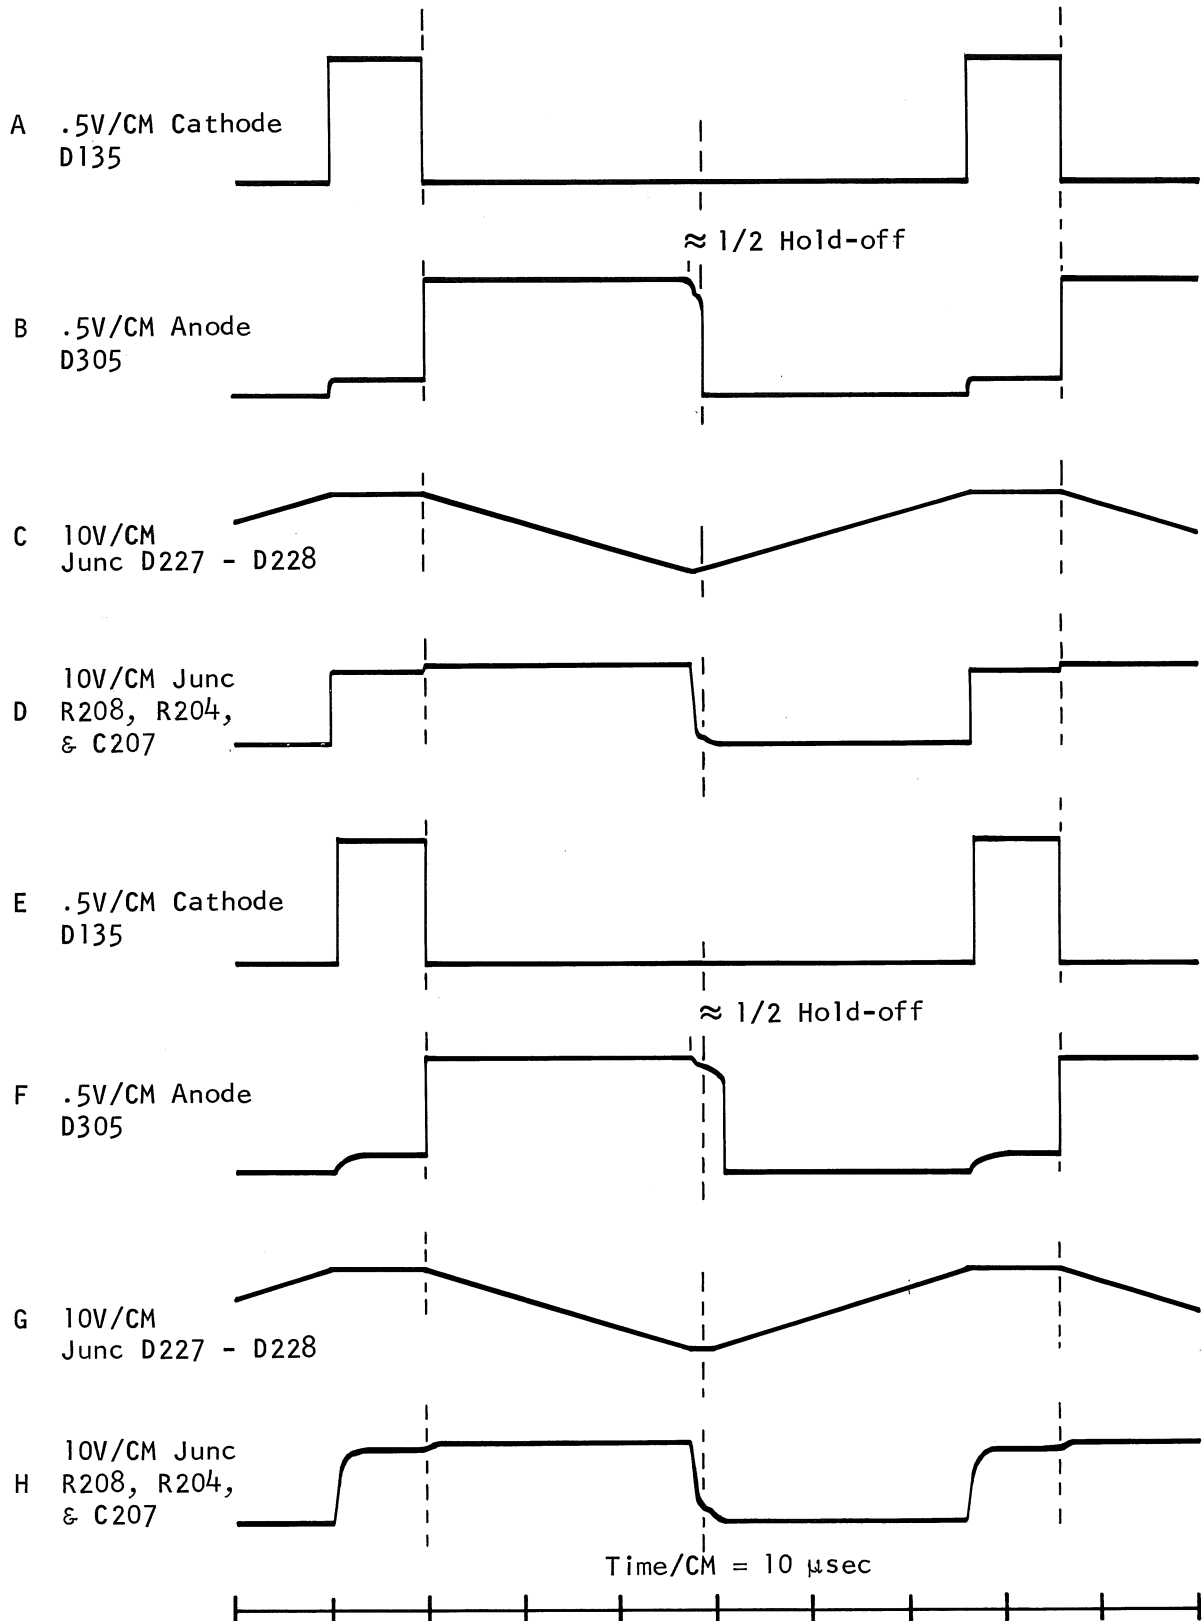 A .5V/CM Cathode
D135
≈ 1/2 Hold-off
B .5V/CM Anode
D305
C 10V/CM
Junc D227 - D228
10V/CM Junc
D R208, R204,
& C207
E .5V/CM Cathode
D135
≈ 1/2 Hold-off
F .5V/CM Anode
D305
G 10V/CM
Junc D227 - D228
10V/CM Junc
H R208, R204,
& C207
Time/CM = 10 µsec